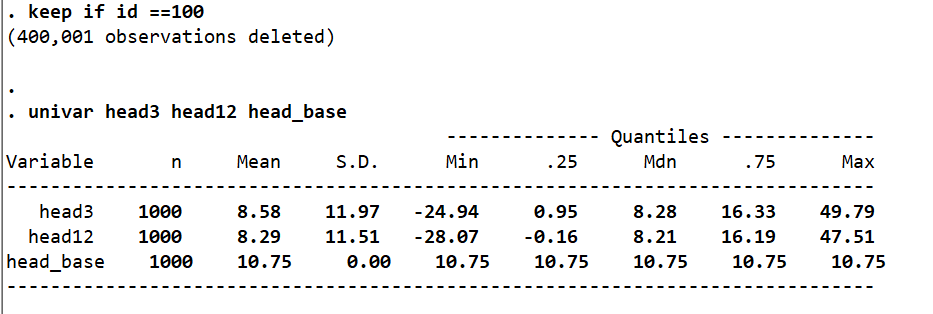 . keep if id ==100
(400,001 observations deleted)
.
. univar head3 head12 head_base
-------------- Quantiles --------------
Variable n Mean S.D. Min .25 Mdn .75 Max
-------------------------------------------------------------------------------
head3 1000 8.58 11.97 -24.94 0.95 8.28 16.33 49.79
head12 1000 8.29 11.51 -28.07 -0.16 8.21 16.19 47.51
head_base 1000 10.75 0.00 10.75 10.75 10.75 10.75 10.75
-------------------------------------------------------------------------------